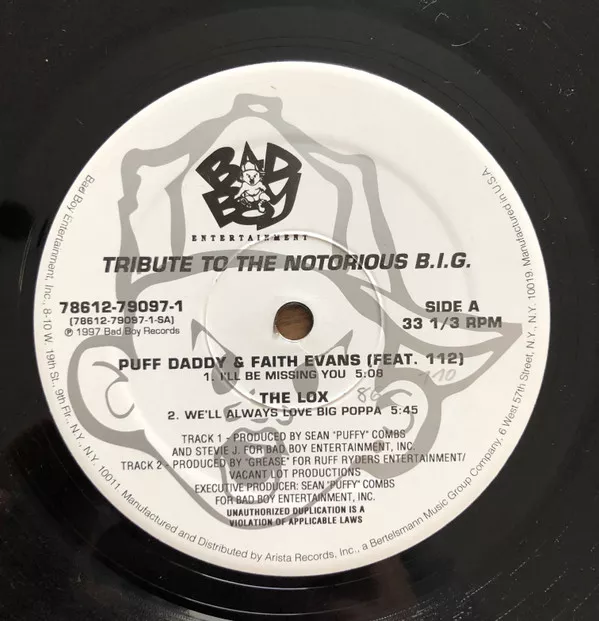 BAD
BOY
ENTERTAINMENT
TRIBUTE TO THE NOTORIOUS B.I.G.
78612-79097-1
(78612-79097-1-SA)
℗ 1997 Bad Boy Records
SIDE A
33 1/3 RPM
PUFF DADDY & FAITH EVANS (FEAT. 112)
1. I'LL BE MISSING YOU 5:08
110
THE LOX
86
2. WE'LL ALWAYS LOVE BIG POPPA 5:45
TRACK 1 - PRODUCED BY SEAN "PUFFY" COMBS
AND STEVIE J. FOR BAD BOY ENTERTAINMENT, INC.
TRACK 2 - PRODUCED BY "GREASE" FOR RUFF RYDERS ENTERTAINMENT/
VACANT LOT PRODUCTIONS
EXECUTIVE PRODUCER: SEAN "PUFFY" COMBS
FOR BAD BOY ENTERTAINMENT, INC.
UNAUTHORIZED DUPLICATION IS A
VIOLATION OF APPLICABLE LAWS
Bad Boy Entertainment, Inc., 8-10 W. 19th St., 9th Flr., N.Y., N.Y. 10011. Manufactured and Distributed by Arista Records, Inc., a Bertelsmann Music Group Company, 6 West 57th Street, N.Y., N.Y. 10019 Manufactured in U.S.A.